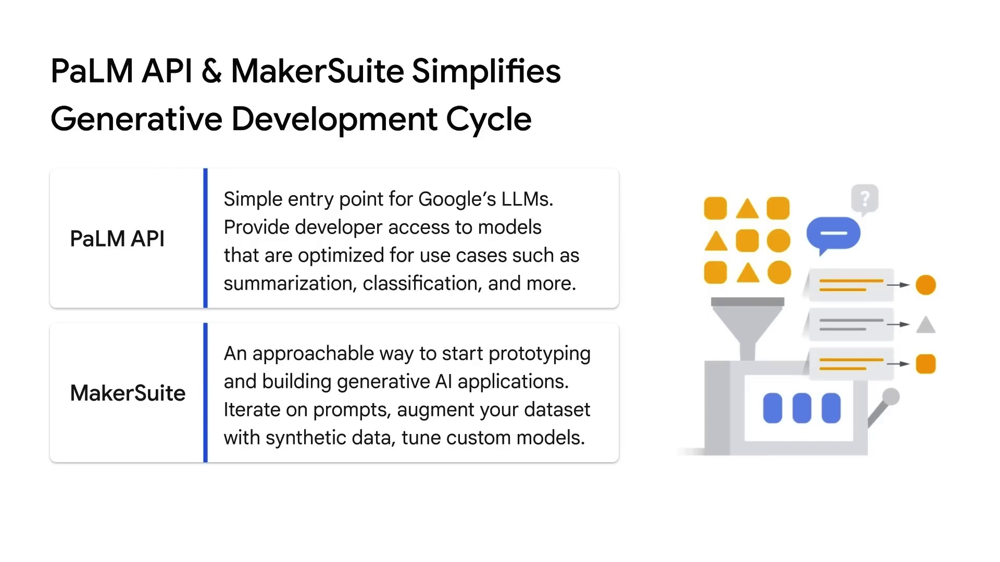 PaLM API & MakerSuite Simplifies
Generative Development Cycle
PaLM API
Simple entry point for Google’s LLMs.
Provide developer access to models
that are optimized for use cases such as
summarization, classification, and more.
MakerSuite
An approachable way to start prototyping
and building generative AI applications.
Iterate on prompts, augment your dataset
with synthetic data, tune custom models.
?